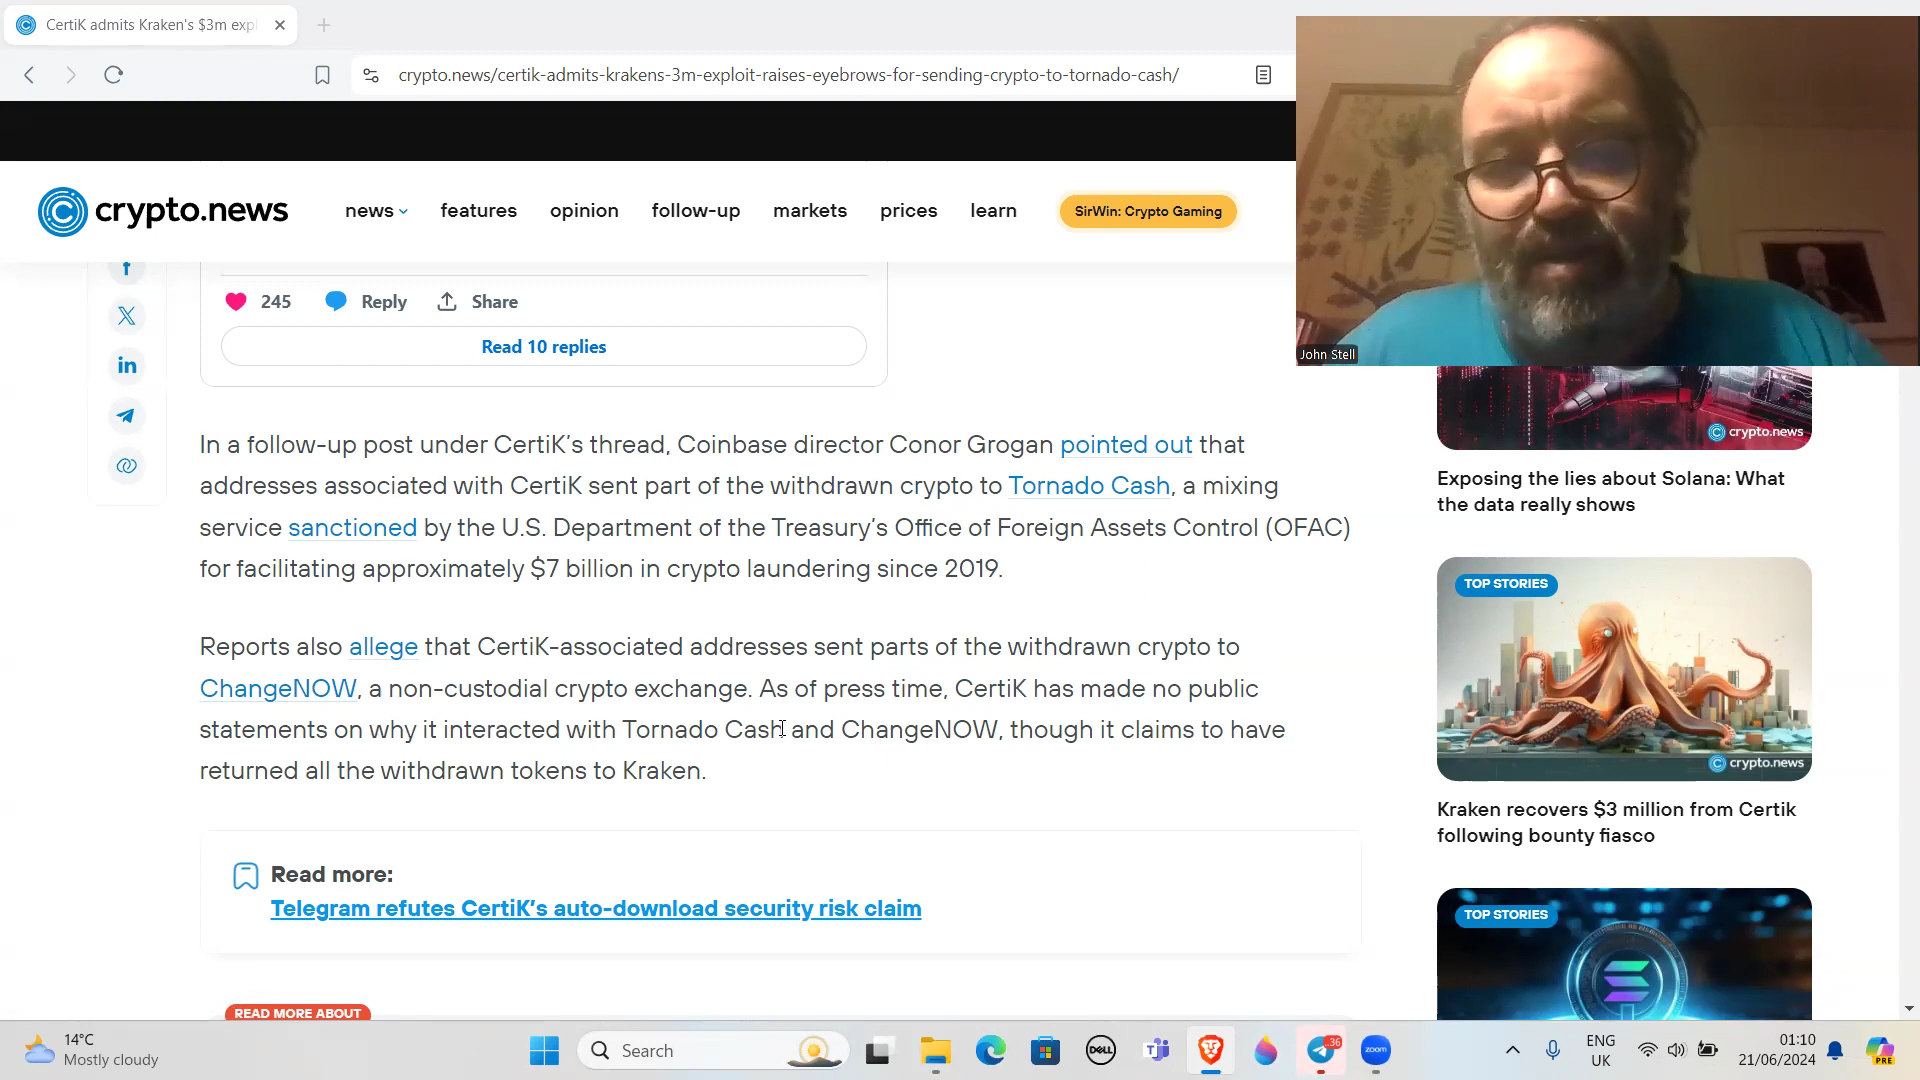 CertiK admits Kraken's $3m expl
crypto.news/certik-admits-krakens-3m-exploit-raises-eyebrows-for-sending-crypto-to-tornado-cash/
crypto.news
news
features
opinion
follow-up
markets
prices
learn
SirWin: Crypto Gaming
John Stell
245
Reply
Share
Read 10 replies
In a follow-up post under CertiK’s thread, Coinbase director Conor Grogan pointed out that
addresses associated with CertiK sent part of the withdrawn crypto to Tornado Cash, a mixing
service sanctioned by the U.S. Department of the Treasury’s Office of Foreign Assets Control (OFAC)
for facilitating approximately $7 billion in crypto laundering since 2019.
Reports also allege that CertiK-associated addresses sent parts of the withdrawn crypto to
ChangeNOW, a non-custodial crypto exchange. As of press time, CertiK has made no public
statements on why it interacted with Tornado Cash and ChangeNOW, though it claims to have
returned all the withdrawn tokens to Kraken.
Read more:
Telegram refutes CertiK’s auto-download security risk claim
READ MORE ABOUT
crypto.news
Exposing the lies about Solana: What
the data really shows
TOP STORIES
crypto.news
Kraken recovers $3 million from Certik
following bounty fiasco
TOP STORIES
14°C
Mostly cloudy
Search
DELL
36
zoom
ENG
UK
01:10
21/06/2024
PRE